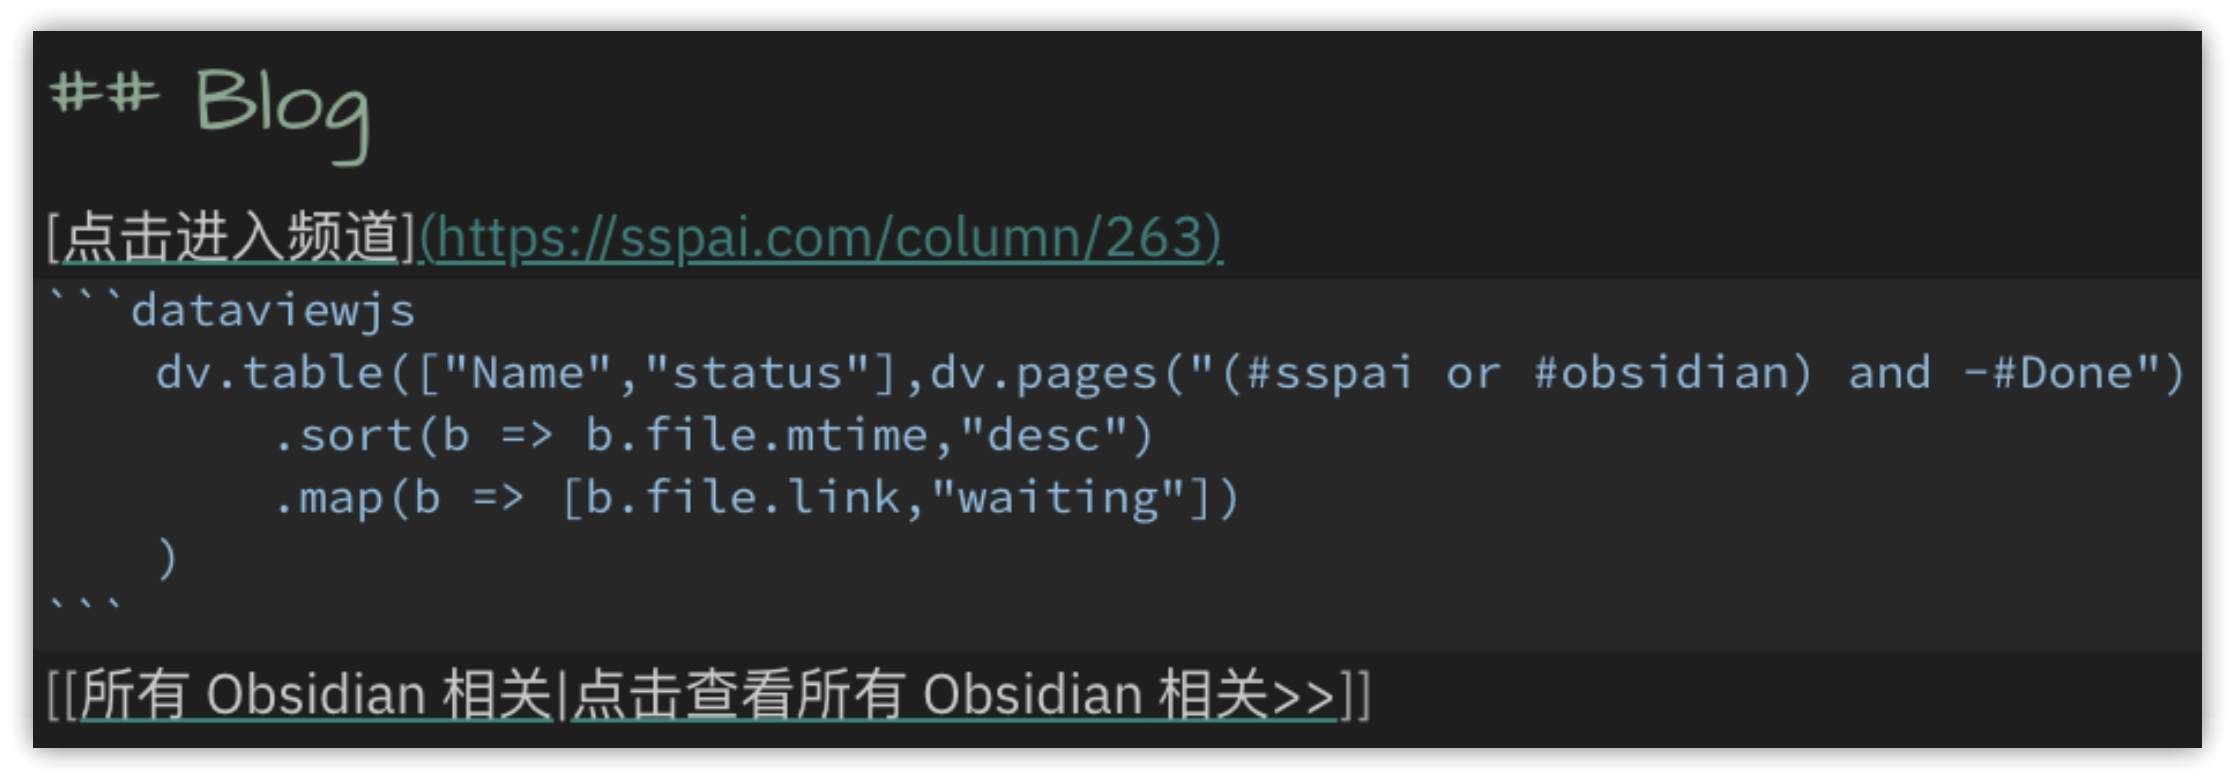 ## Blog
[点击进入频道](https://sspai.com/column/263)
```dataviewjs
    dv.table(["Name","status"],dv.pages("(#sspai or #obsidian) and -#Done")
        .sort(b => b.file.mtime,"desc")
        .map(b => [b.file.link,"waiting"])
    )
```
[[所有 Obsidian 相关|点击查看所有 Obsidian 相关>>]]